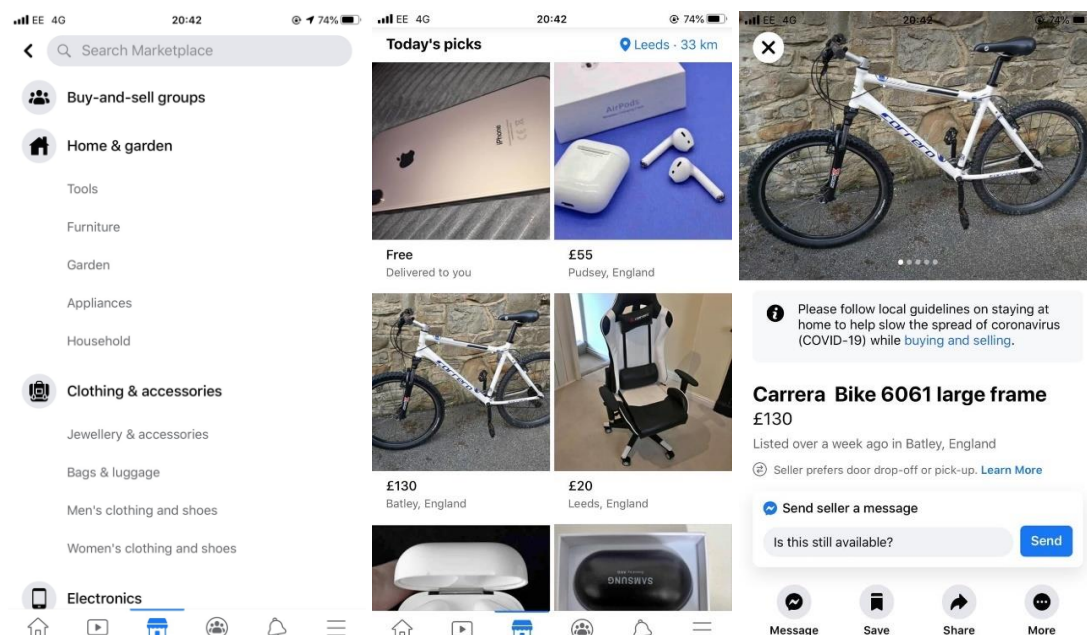 EE 4G
20:42
74%
Search Marketplace
Buy-and-sell groups
Home & garden
Tools
Furniture
Garden
Appliances
Household
Clothing & accessories
Jewellery & accessories
Bags & luggage
Men's clothing and shoes
Women's clothing and shoes
Electronics
EE 4G
20:42
74%
Today's picks
Leeds · 33 km
iPhone
AirPods
Free
Delivered to you
£55
Pudsey, England
carrera
£130
Batley, England
£20
Leeds, England
SAMSUNG
EE 4G
20:42
74%
carrera
carrera
Please follow local guidelines on staying at
home to help slow the spread of coronavirus
(COVID-19) while buying and selling.
Carrera Bike 6061 large frame
£130
Listed over a week ago in Batley, England
Seller prefers door drop-off or pick-up. Learn More
Send seller a message
Is this still available?
Send
Message
Save
Share
More